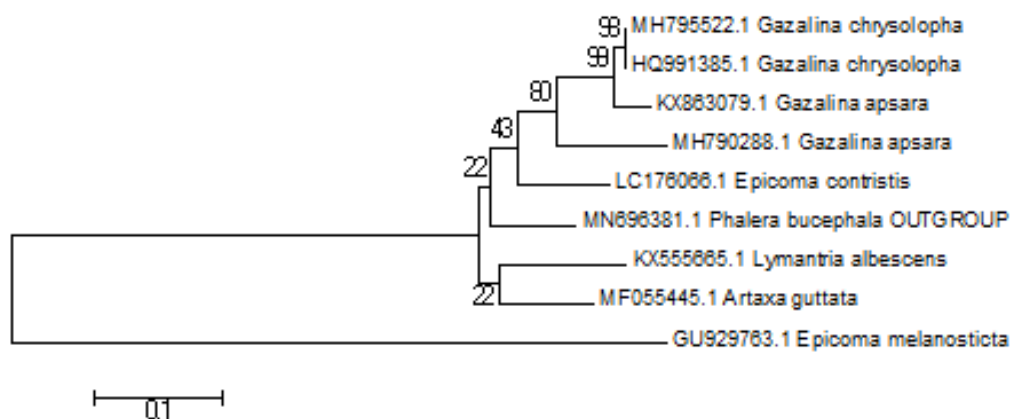 98
MH795522.1 Gazalina chrysolopha
99
HQ991385.1 Gazalina chrysolopha
80
KX863079.1 Gazalina apsara
43
MH790288.1 Gazalina apsara
22
LC176066.1 Epicoma contristis
MN696381.1 Phalera bucephala OUTGROUP
KX555665.1 Lymantria albescens
22
MF055445.1 Artaxa guttata
GU929763.1 Epicoma melanosticta
0.1